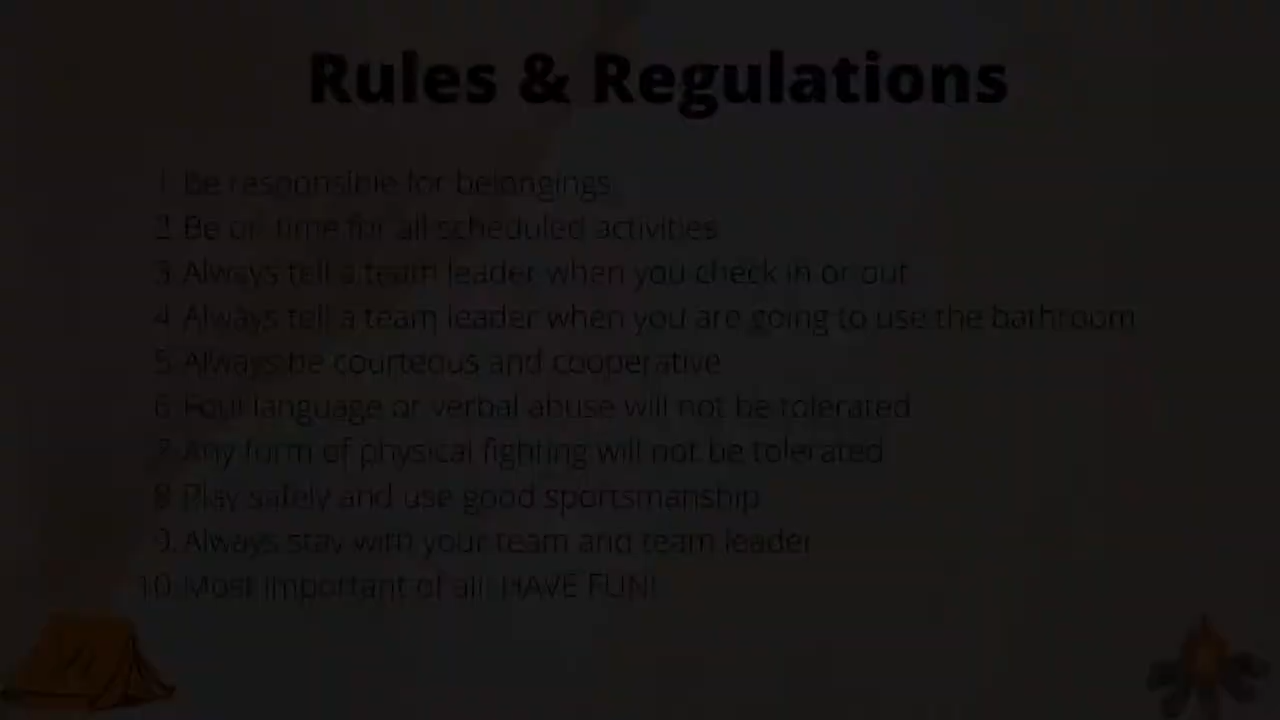 Rules & Regulations
1. Be responsible for belongings.
2. Be on time for all scheduled activities
3. Always tell a team leader when you check in or out
4. Always tell a team leader when you are going to use the bathroom
5. Always be courteous and cooperative
6. Foul language or verbal abuse will not be tolerated
7. Any form of physical fighting will not be tolerated
8. Play safely and use good sportsmanship
9. Always stay with your team and team leader
10. Most important of all: HAVE FUN!